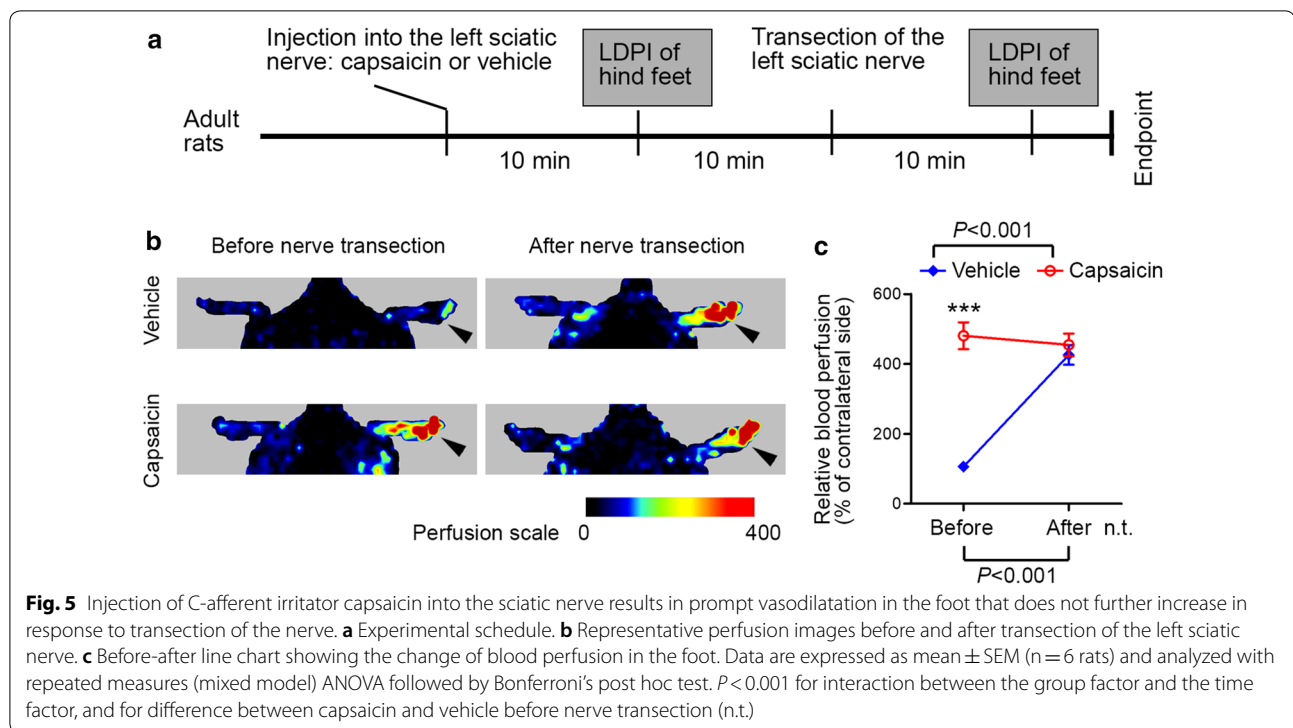 a
Injection into the left sciatic
nerve: capsaicin or vehicle
LDPI of
hind feet
Transection of the
left sciatic nerve
LDPI of
hind feet
Adult
rats
10 min
10 min
10 min
Endpoint
b
Before nerve transection
After nerve transection
Vehicle
Capsaicin
Perfusion scale
0
400
c
P<0.001
Vehicle
Capsaicin
Relative blood perfusion
(% of contralateral side)
600
400
200
0
***
Before
After
n.t.
P<0.001
Fig. 5 Injection of C-afferent irritator capsaicin into the sciatic nerve results in prompt vasodilatation in the foot that does not further increase in
response to transection of the nerve. a Experimental schedule. b Representative perfusion images before and after transection of the left sciatic
nerve. c Before-after line chart showing the change of blood perfusion in the foot. Data are expressed as mean ± SEM (n = 6 rats) and analyzed with
repeated measures (mixed model) ANOVA followed by Bonferroni's post hoc test. P < 0.001 for interaction between the group factor and the time
factor, and for difference between capsaicin and vehicle before nerve transection (n.t.)